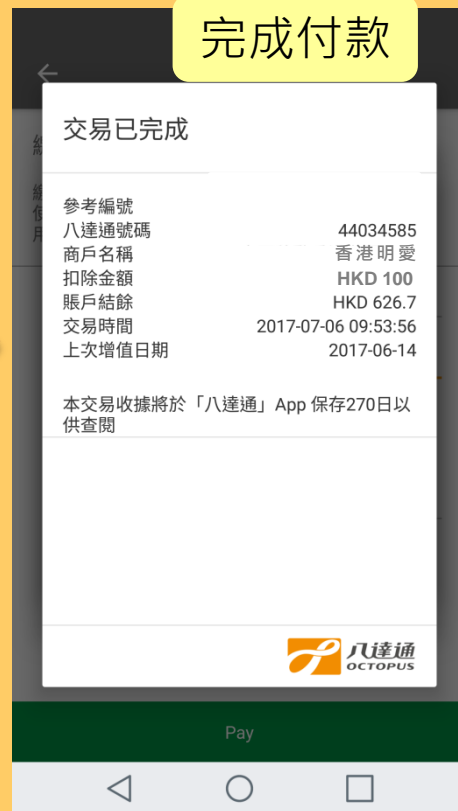 完成付款
交易已完成
參考編號
八達通號碼 44034585
商戶名稱 香港明愛
扣除金額 HKD 100
賬戶結餘 HKD 626.7
交易時間 2017-07-06 09:53:56
上次增值日期 2017-06-14
本交易收據將於「八達通」App 保存270日以
供查閱
八達通
OCTOPUS
Pay